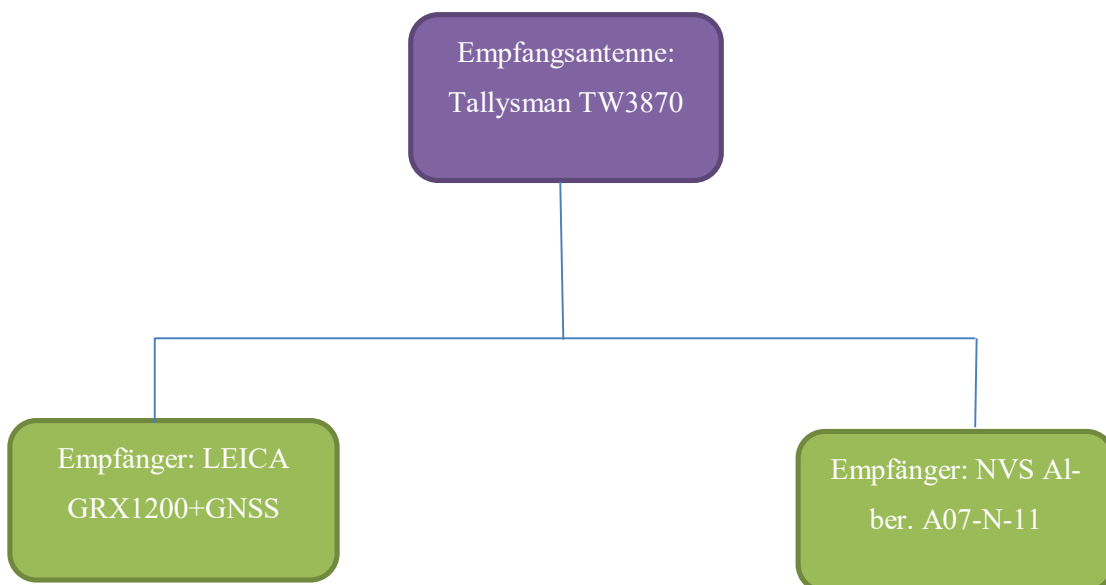 Empfangsantenne:
Tallysman TW3870
Empfänger: LEICA
GRX1200+GNSS
Empfänger: NVS Al-
ber. A07-N-11